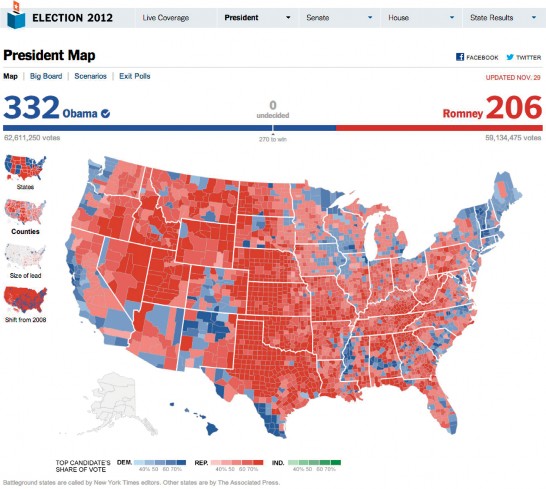 ELECTION 2012 Live Coverage President Senate House State Results
President Map
FACEBOOK TWITTER
Map Big Board Scenarios Exit Polls UPDATED NOV. 29
332 Obama 0 undecided Romney 206
62,611,250 votes 270 to win 59,134,475 votes
States
Counties
Size of lead
Shift from 2008
TOP CANDIDATE'S SHARE OF VOTE DEM. 40% 50 60 70% REP. 40% 50 60 70% IND. 40% 50 60 70%
Battleground states are called by New York Times editors. Other states are by The Associated Press.